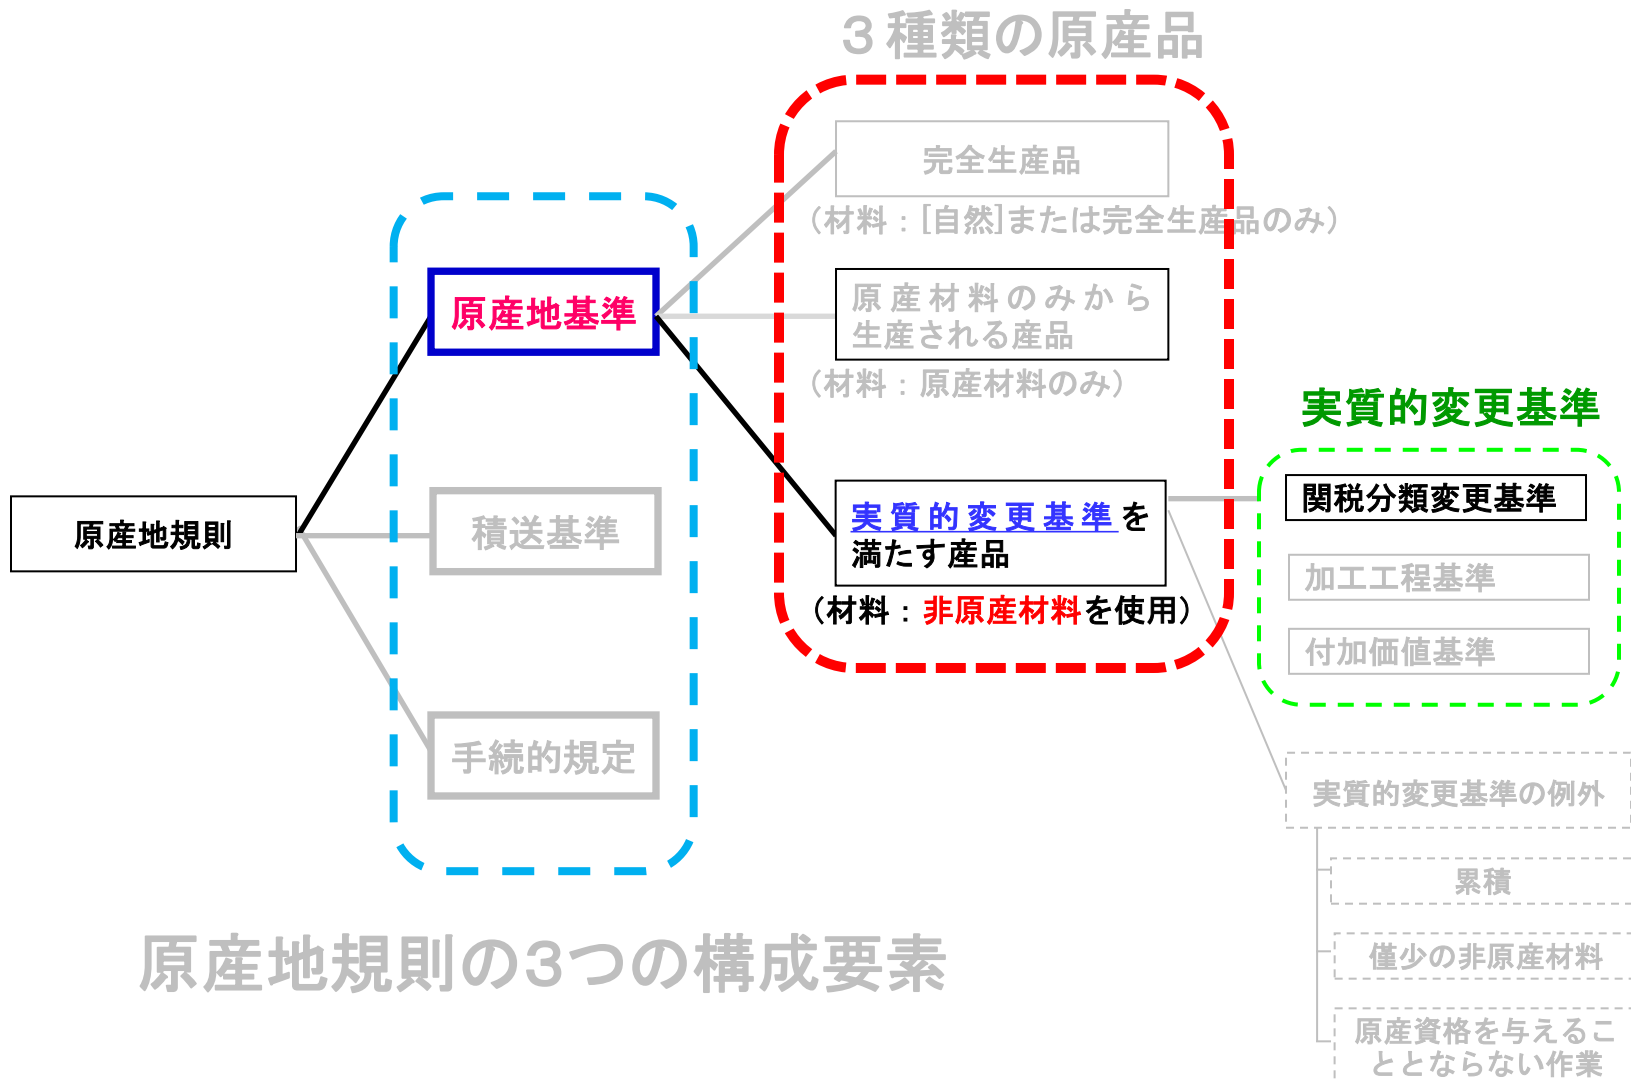 ３種類の原産品
完全生産品
（材料：[自然]または完全生産品のみ）
原産地基準
原産材料のみから
生産される産品
（材料：原産材料のみ）
実質的変更基準
関税分類変更基準
実質的変更基準を
満たす産品
（材料：非原産材料を使用）
原産地規則
積送基準
加工工程基準
付加価値基準
手続的規定
実質的変更基準の例外
累積
原産地規則の３つの構成要素
僅少の非原産材料
原産資格を与えるこ
ととならない作業